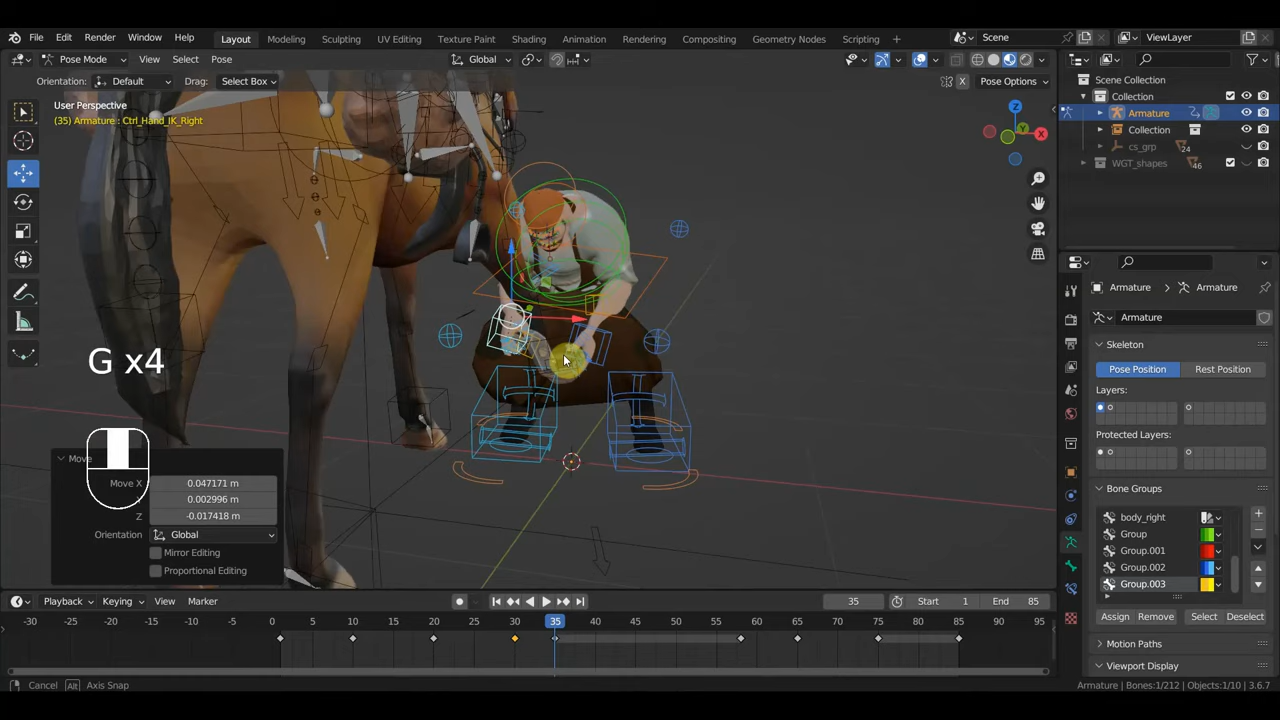 File Edit Render Window Help Layout Modeling Sculpting UV Editing Texture Paint Shading Animation Rendering Compositing Geometry Nodes Scripting + Scene ViewLayer
Pose Mode View Select Pose Global
Orientation: Default Drag: Select Box X Pose Options
Scene Collection
Collection
Armature
Collection
cs_grp 24
WGT_shapes 46
User Perspective
(35) Armature : Ctrl_Hand_IK_Right
Z
Y
X
Armature > Armature
Armature
Skeleton
Pose Position Rest Position
Layers:
Protected Layers:
Bone Groups
body_right
Group
Group.001
Group.002
Group.003
Assign Remove Select Deselect
Motion Paths
Viewport Display
G x4
Move
Move X 0.047171 m
0.002996 m
Z -0.017418 m
Orientation Global
Mirror Editing
Proportional Editing
Playback Keying View Marker 35 Start 1 End 85
-30 -25 -20 -15 -10 -5 0 5 10 15 20 25 30 35 40 45 50 55 60 65 70 75 80 85 90 95
Cancel Alt Axis Snap Armature | Bones:1/212 | Objects:1/10 | 3.6.7